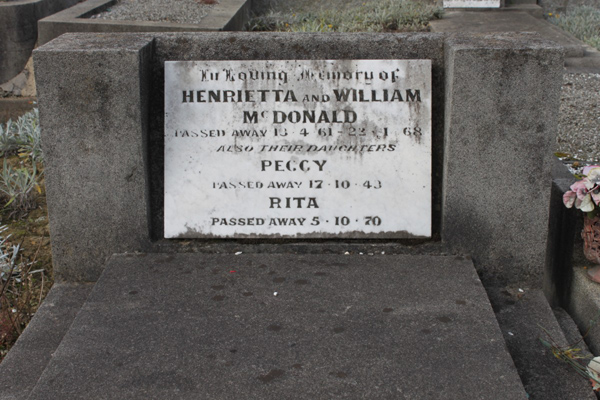 In Loving Memory of
HENRIETTA AND WILLIAM
McDONALD
PASSED AWAY 13·4·61 - 22·1·68
ALSO THEIR DAUGHTERS
PEGGY
PASSED AWAY 17·10·43
RITA
PASSED AWAY 5·10·70